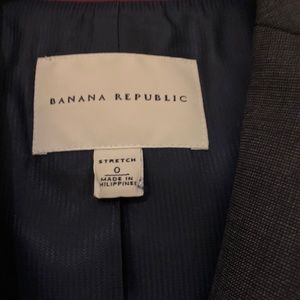 BANANA REPUBLIC
STRETCH
0
MADE IN
PHILIPPINES